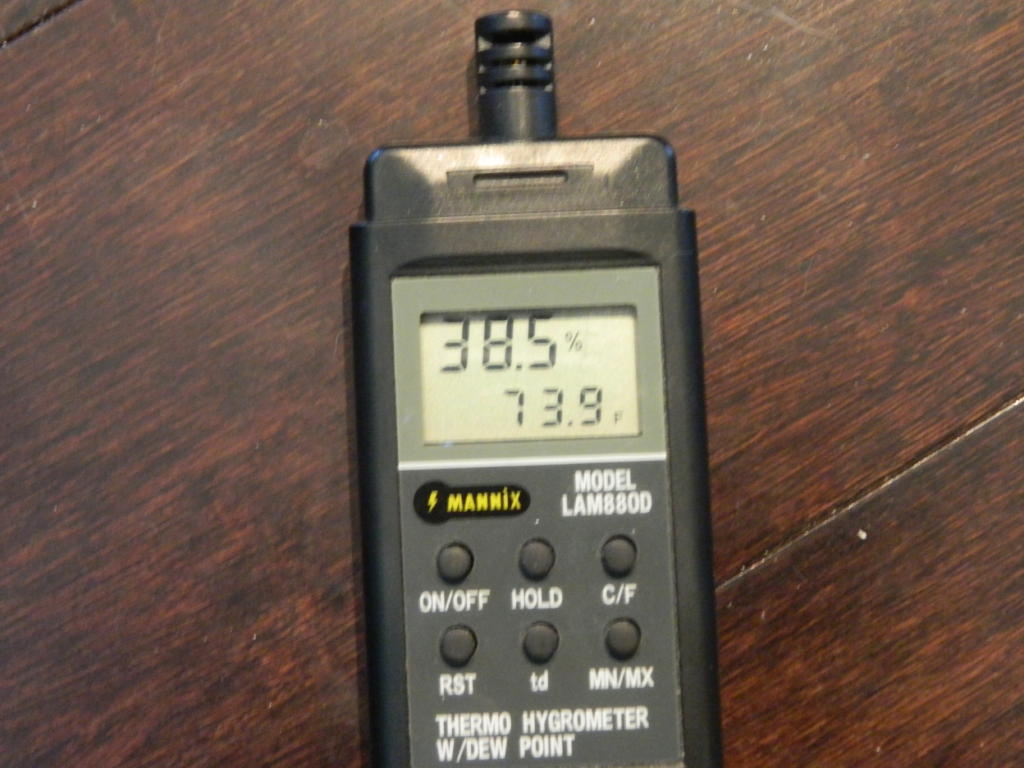 38.5 %
73.9 F
MANNIX
MODEL
LAM880D
ON/OFF HOLD C/F
RST td MN/MX
THERMO HYGROMETER
W/DEW POINT